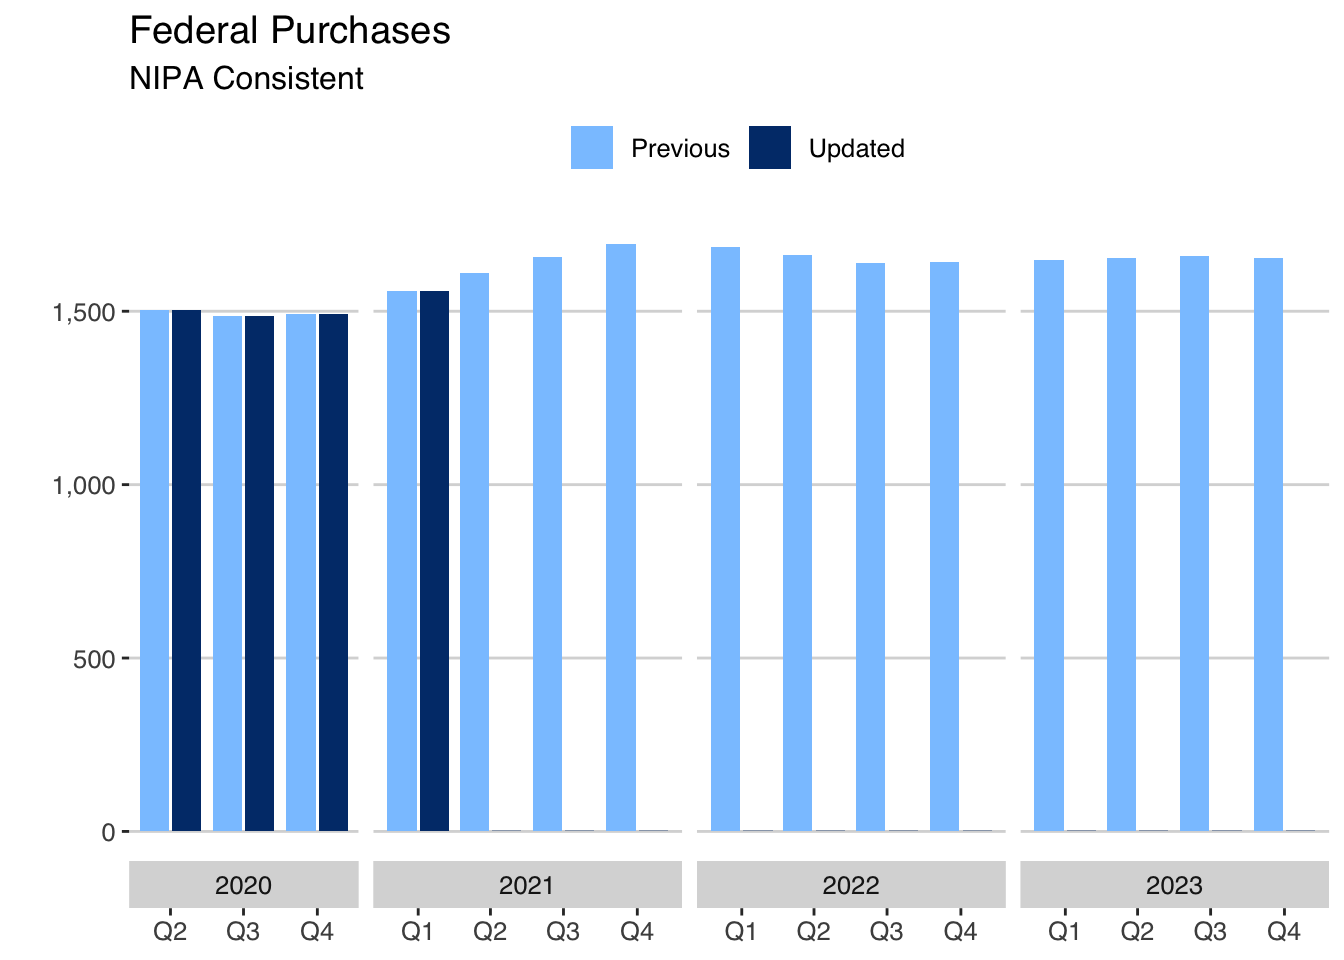 Federal Purchases
NIPA Consistent
Previous Updated
1,500
1,000
500
0
2020 2021 2022 2023
Q2 Q3 Q4 Q1 Q2 Q3 Q4 Q1 Q2 Q3 Q4 Q1 Q2 Q3 Q4